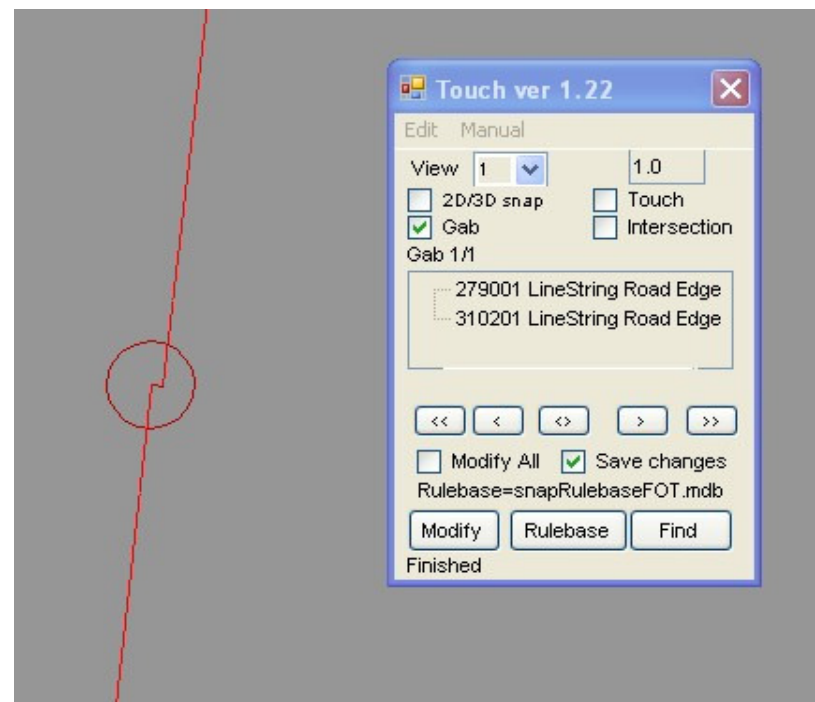 Touch ver 1.22
Edit Manual
View 1 1.0
2D/3D snap Touch
Gab Intersection
Gab 1/1
279001 LineString Road Edge
310201 LineString Road Edge
<< < <> > >>
Modify All Save changes
Rulebase=snapRulebaseFOT.mdb
Modify Rulebase Find
Finished